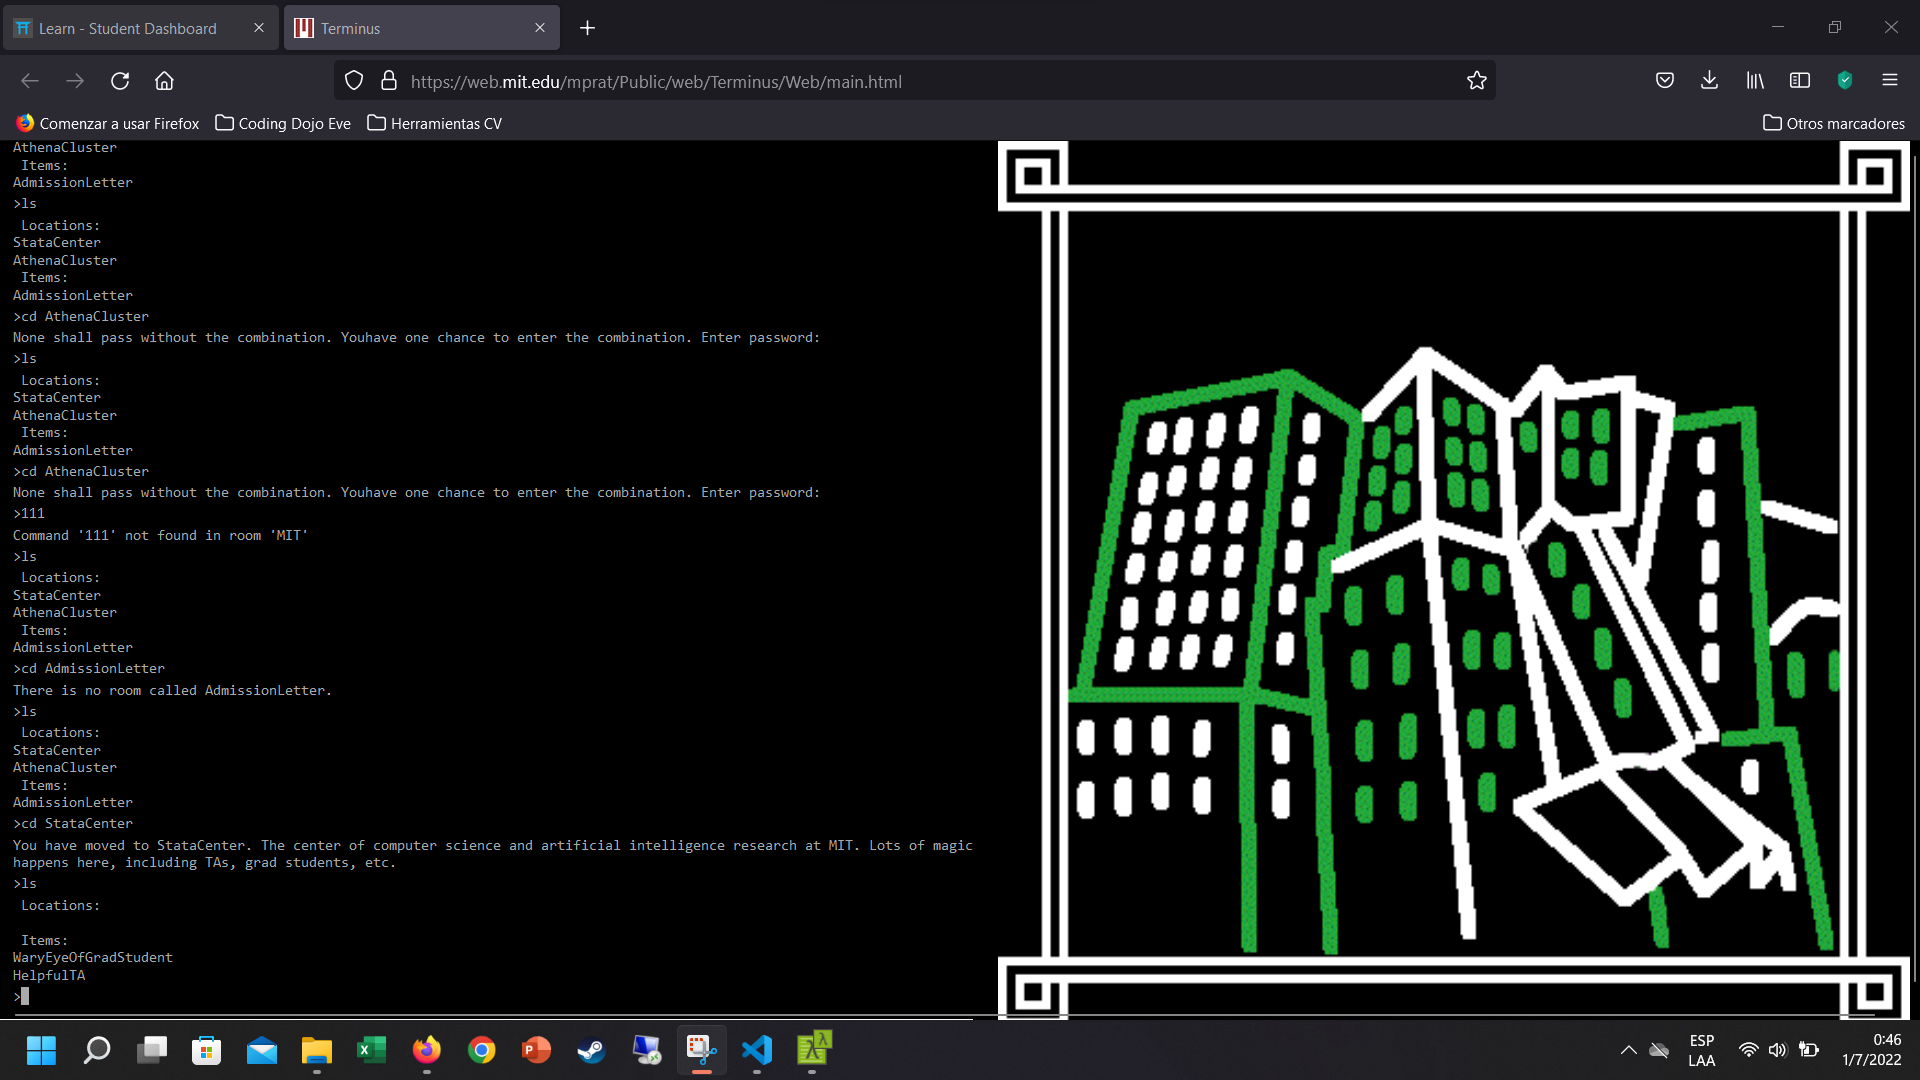 Learn - Student Dashboard
Terminus
https://web.mit.edu/mprat/Public/web/Terminus/Web/main.html
Comenzar a usar Firefox
Coding Dojo Eve
Herramientas CV
Otros marcadores
AthenaCluster
Items:
AdmissionLetter
>ls
Locations:
StataCenter
AthenaCluster
Items:
AdmissionLetter
>cd AthenaCluster
None shall pass without the combination. Youhave one chance to enter the combination. Enter password:
>ls
Locations:
StataCenter
AthenaCluster
Items:
AdmissionLetter
>cd AthenaCluster
None shall pass without the combination. Youhave one chance to enter the combination. Enter password:
>111
Command '111' not found in room 'MIT'
>ls
Locations:
StataCenter
AthenaCluster
Items:
AdmissionLetter
>cd AdmissionLetter
There is no room called AdmissionLetter.
>ls
Locations:
StataCenter
AthenaCluster
Items:
AdmissionLetter
>cd StataCenter
You have moved to StataCenter. The center of computer science and artificial intelligence research at MIT. Lots of magic
happens here, including TAs, grad students, etc.
>ls
Locations:
Items:
WaryEyeOfGradStudent
HelpfulTA
>
ESP
LAA
0:46
1/7/2022